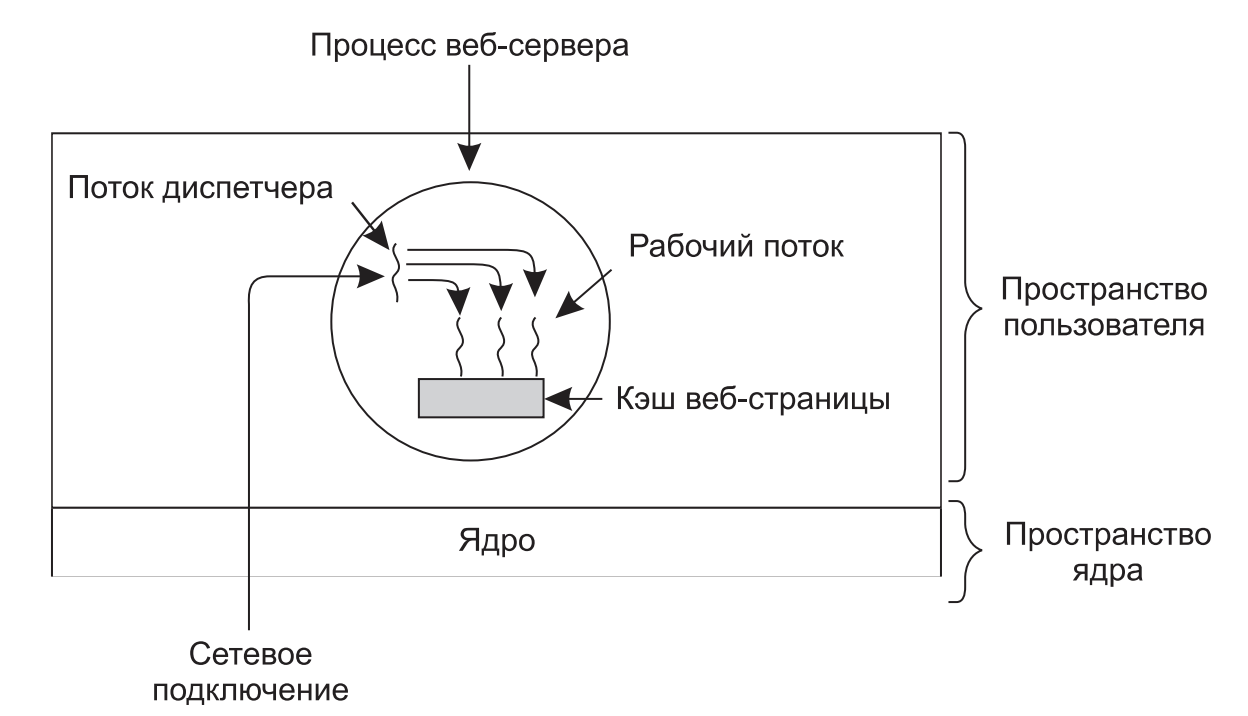 Процесс веб-сервера
Поток диспетчера
Рабочий поток
Пространство
пользователя
Кэш веб-страницы
Ядро
Пространство
ядра
Сетевое
подключение